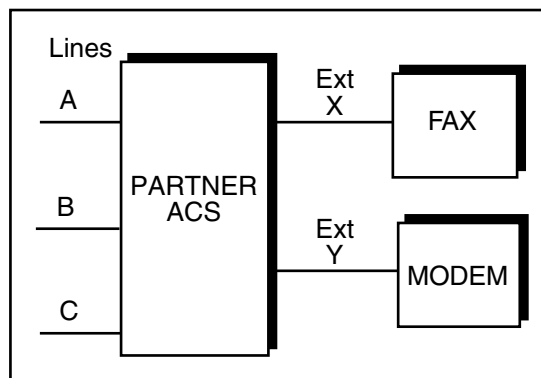 Lines
A
B
C
PARTNER
ACS
Ext
X
FAX
Ext
Y
MODEM